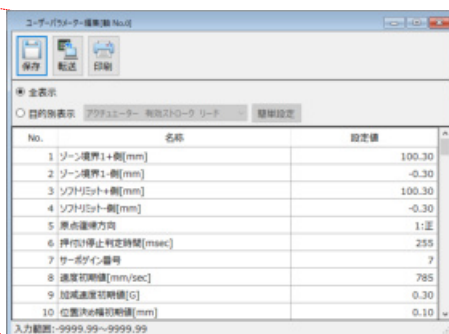 ユーザーパラメーター編集[軸 No.0]
保存 転送 印刷
全表示
目的別表示 アクチュエーター 有効ストローク リード 簡単設定
No. 名称 設定値
1 ゾーン境界1+側[mm] 100.30
2 ゾーン境界1-側[mm] -0.30
3 ソフトリミット+側[mm] 100.30
4 ソフトリミット-側[mm] -0.30
5 原点復帰方向 1:正
6 押付け停止判定時間[msec] 255
7 サーボゲイン番号 7
8 速度初期値[mm/sec] 785
9 加減速度初期値[G] 0.30
10 位置決め幅初期値[mm] 0.10
入力範囲:-9999.99~9999.99